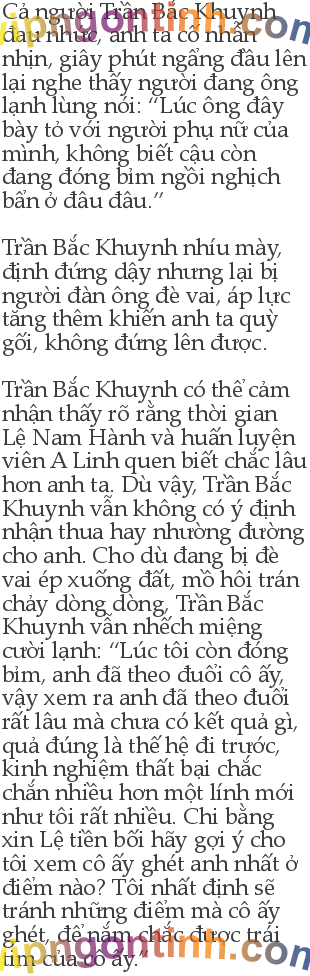 Cả người Trần Bắc Khuynh
đau nhức, anh ta cố nhẫn
nhịn, giây phút ngẩng đầu lên
lại nghe thấy người đang ông
lạnh lùng nói: “Lúc ông đây
bày tỏ với người phụ nữ của
mình, không biết cậu còn
đang đóng bỉm ngồi nghịch
bẩn ở đâu đâu.”
Trần Bắc Khuynh nhíu mày,
định đứng dậy nhưng lại bị
người đàn ông đè vai, áp lực
tăng thêm khiến anh ta quỳ
gối, không đứng lên được.
Trần Bắc Khuynh có thể cảm
nhận thấy rõ rằng thời gian
Lệ Nam Hành và huấn luyện
viên A Linh quen biết chắc lâu
hơn anh ta. Dù vậy, Trần Bắc
Khuynh vẫn không có ý định
nhận thua hay nhường đường
cho anh. Cho dù đang bị đè
vai ép xuống đất, mồ hôi trán
chảy dòng dòng, Trần Bắc
Khuynh vẫn nhếch miệng
cười lạnh: “Lúc tôi còn đóng
bỉm, anh đã theo đuổi cô ấy,
vậy xem ra anh đã theo đuổi
rất lâu mà chưa có kết quả gì,
quả đúng là thế hệ đi trước,
kinh nghiệm thất bại chắc
chắn nhiều hơn một lính mới
như tôi rất nhiều. Chi bằng
xin Lệ tiền bối hãy gợi ý cho
tôi xem cô ấy ghét anh nhất ở
điểm nào? Tôi nhất định sẽ
tránh những điểm mà cô ấy
ghét, để nắm chắc được trái
tim của cô ấy.”